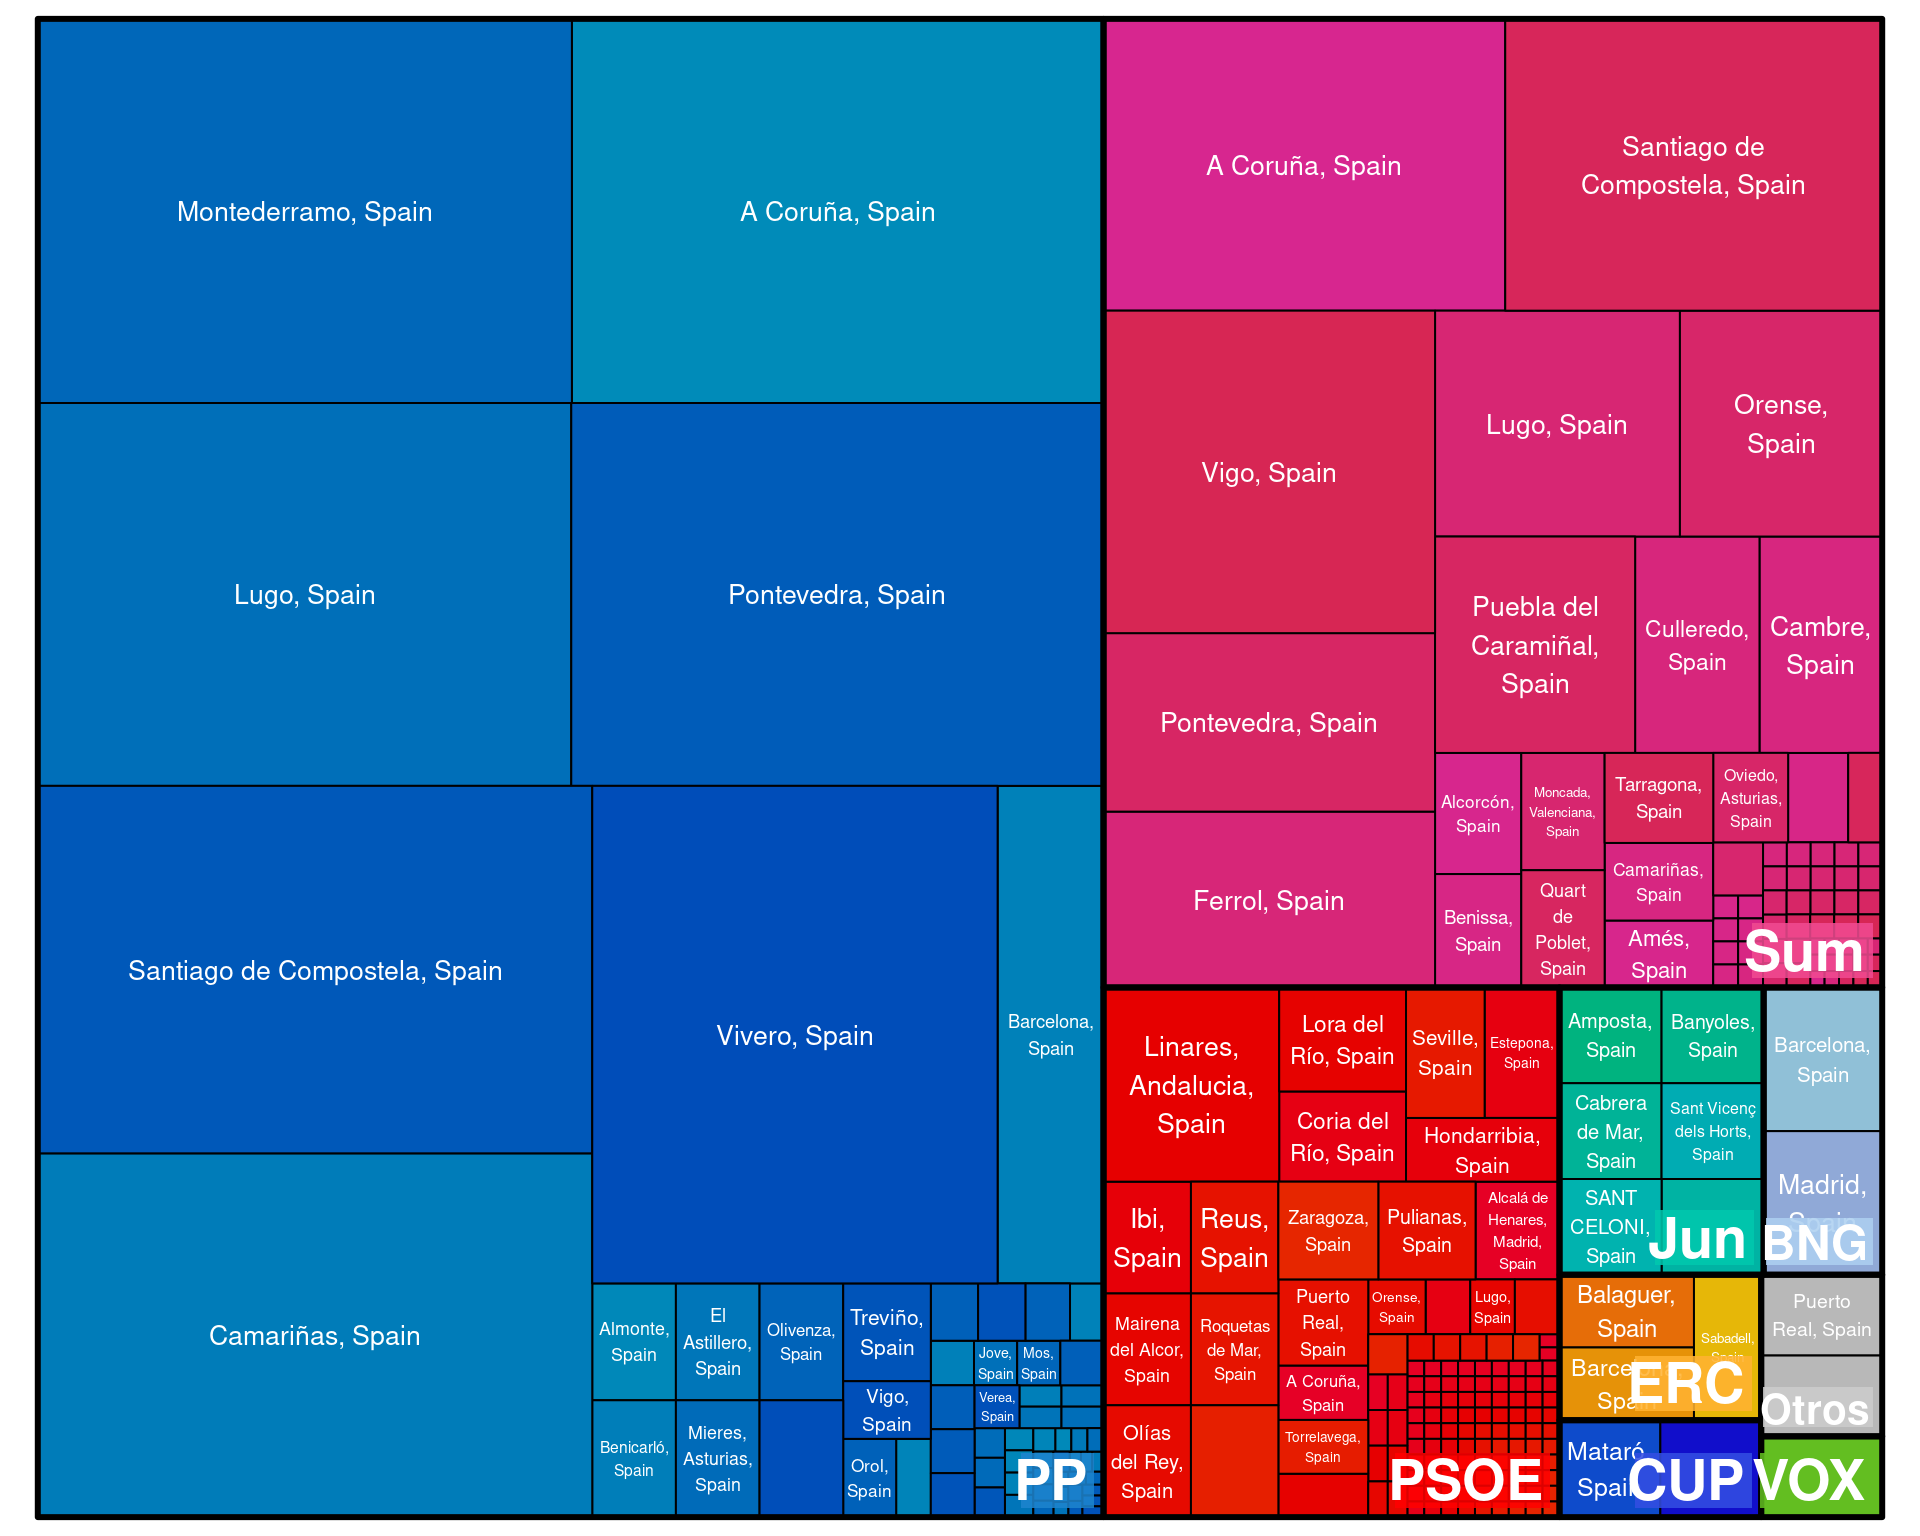 Montederramo, Spain
A Coruña, Spain
Lugo, Spain
Pontevedra, Spain
Santiago de Compostela, Spain
Vivero, Spain
Barcelona,
Spain
Camariñas, Spain
Almonte,
Spain
El
Astillero,
Spain
Olivenza,
Spain
Treviño,
Spain
Vigo,
Spain
Jove,
Spain
Mos,
Spain
Verea,
Spain
Benicarló,
Spain
Mieres,
Asturias,
Spain
Orol,
Spain
PP
A Coruña, Spain
Santiago de
Compostela, Spain
Vigo, Spain
Lugo, Spain
Orense,
Spain
Pontevedra, Spain
Puebla del
Caramiñal,
Spain
Culleredo,
Spain
Cambre,
Spain
Ferrol, Spain
Alcorcón,
Spain
Moncada,
Valenciana,
Spain
Tarragona,
Spain
Oviedo,
Asturias,
Spain
Benissa,
Spain
Quart
de
Poblet,
Spain
Camariñas,
Spain
Amés,
Spain
Sum
Linares,
Andalucia,
Spain
Lora del
Río, Spain
Coria del
Río, Spain
Seville,
Spain
Estepona,
Spain
Hondarribia,
Spain
Ibi,
Spain
Reus,
Spain
Zaragoza,
Spain
Pulianas,
Spain
Alcalá de
Henares,
Madrid,
Spain
Mairena
del Alcor,
Spain
Roquetas
de Mar,
Spain
Puerto
Real,
Spain
Orense,
Spain
Lugo,
Spain
A Coruña,
Spain
Olías
del Rey,
Spain
Torrelavega,
Spain
PSOE
Amposta,
Spain
Banyoles,
Spain
Cabrera
de Mar,
Spain
Sant Vicenç
dels Horts,
Spain
SANT
CELONI,
Spain
Jun
Barcelona,
Spain
Madrid,
Spain
BNG
Balaguer,
Spain
Sabadell,
ERC
Puerto
Real, Spain
Otros
Mataró,
Spain
CUP
VOX